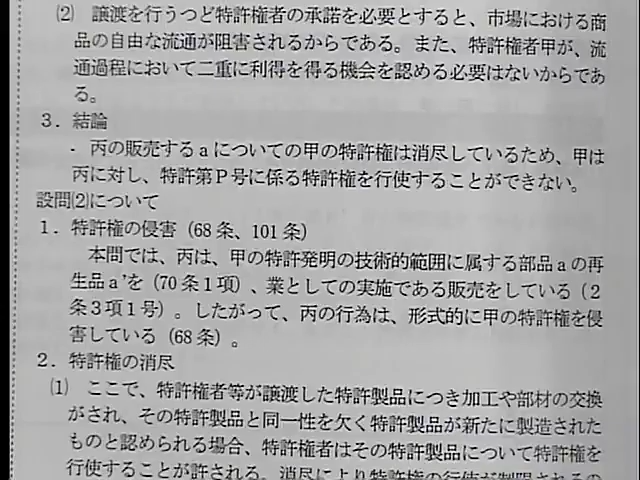 ⑵ 譲渡を行うつど特許権者の承諾を必要とすると、市場における商
品の自由な流通が阻害されるからである。また、特許権者甲が、流
通過程において二重に利得を得る機会を認める必要はないからであ
る。
3．結論
- 丙の販売するaについての甲の特許権は消尽しているため、甲は
丙に対し、特許第P号に係る特許権を行使することができない。
設問⑵について
1．特許権の侵害（68条、101条）
本問では、丙は、甲の特許発明の技術的範囲に属する部品aの再
生品a'を（70条1項）、業としての実施である販売をしている（2
条3項1号）。したがって、丙の行為は、形式的に甲の特許権を侵
害している（68条）。
2．特許権の消尽
⑴ ここで、特許権者等が譲渡した特許製品につき加工や部材の交換
がされ、その特許製品と同一性を欠く特許製品が新たに製造された
ものと認められる場合、特許権者はその特許製品について特許権を
行使することが許される。消尽により特許権の行使が制限されるの